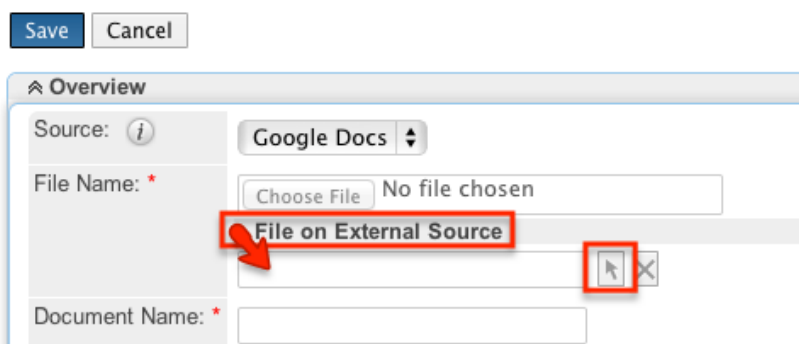 Save Cancel
Overview
Source: i Google Docs
File Name: * Choose File No file chosen
File on External Source
Document Name: *